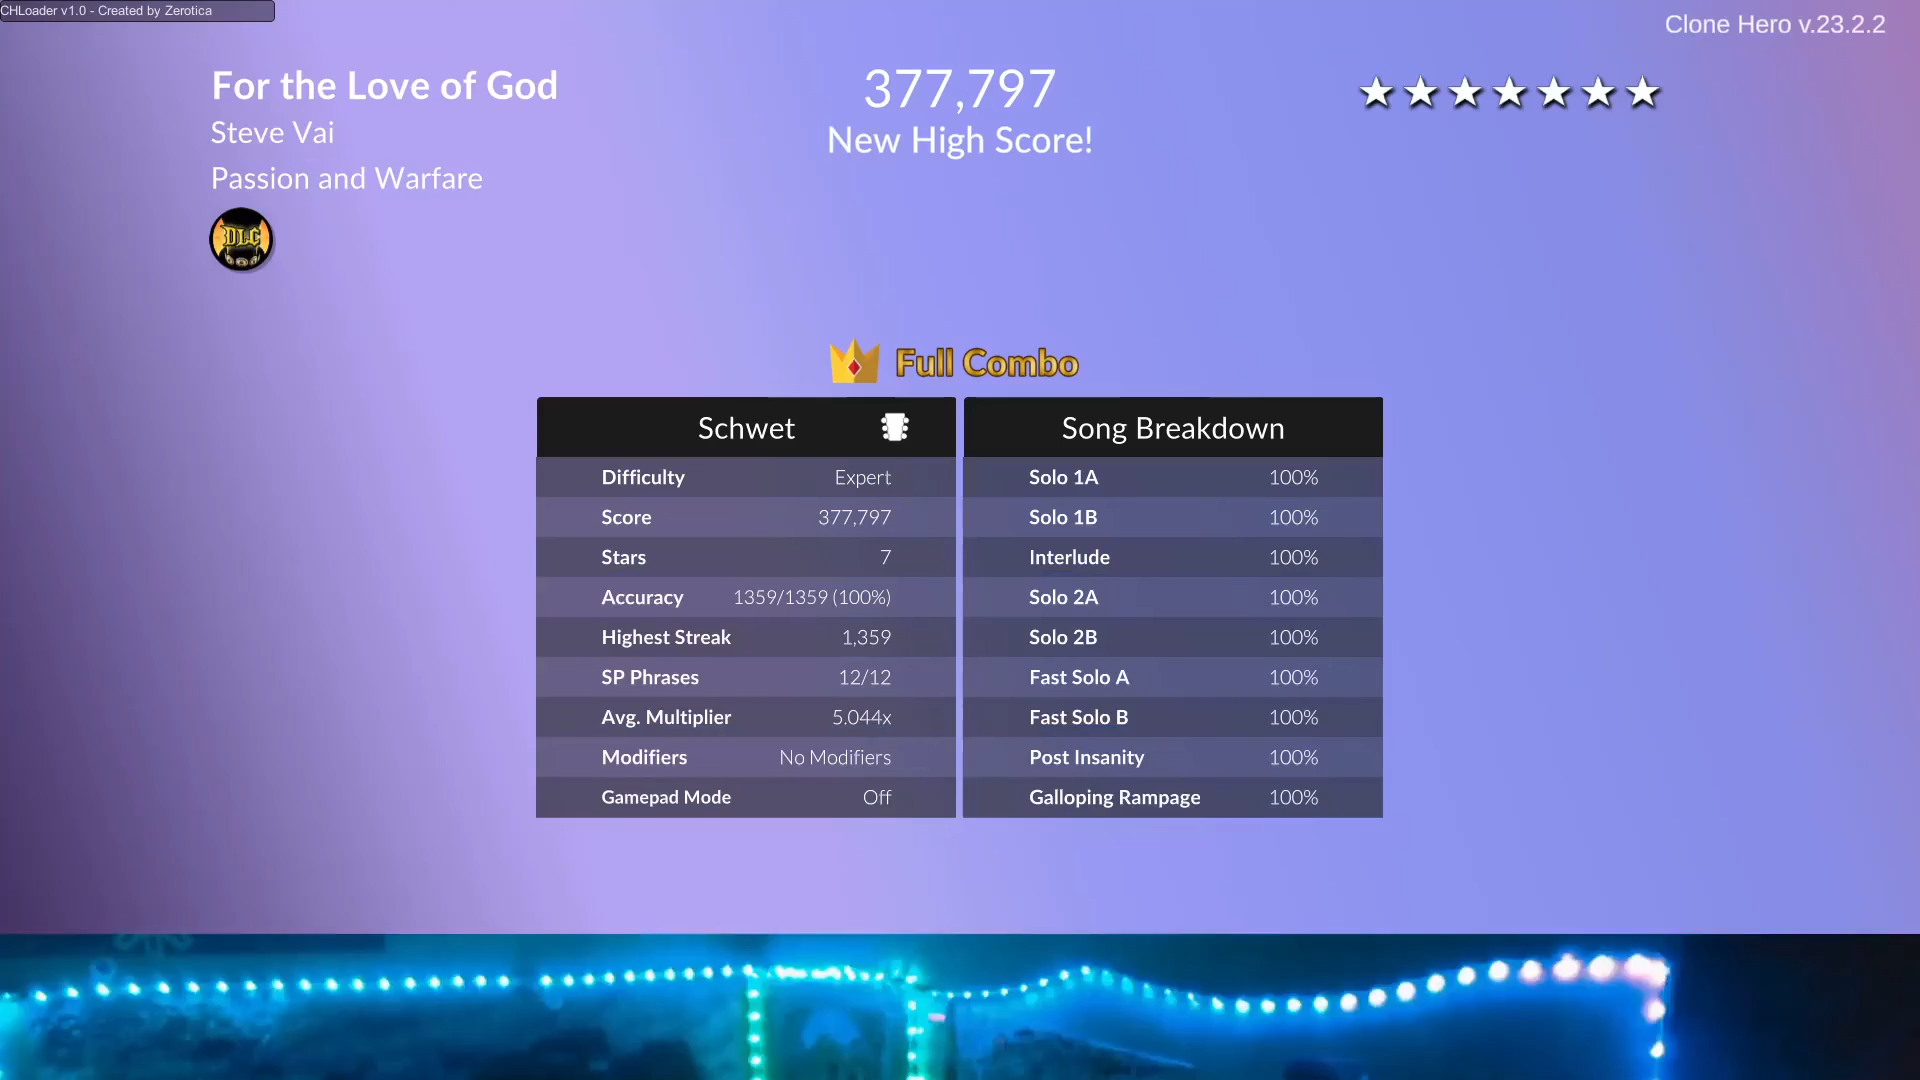 CHLoader v1.0 - Created by Zerotica
Clone Hero v.23.2.2
For the Love of God
Steve Vai
Passion and Warfare
DLC
377,797
New High Score!
Full Combo
Schwet
Difficulty Expert
Score 377,797
Stars 7
Accuracy 1359/1359 (100%)
Highest Streak 1,359
SP Phrases 12/12
Avg. Multiplier 5.044x
Modifiers No Modifiers
Gamepad Mode Off
Song Breakdown
Solo 1A 100%
Solo 1B 100%
Interlude 100%
Solo 2A 100%
Solo 2B 100%
Fast Solo A 100%
Fast Solo B 100%
Post Insanity 100%
Galloping Rampage 100%